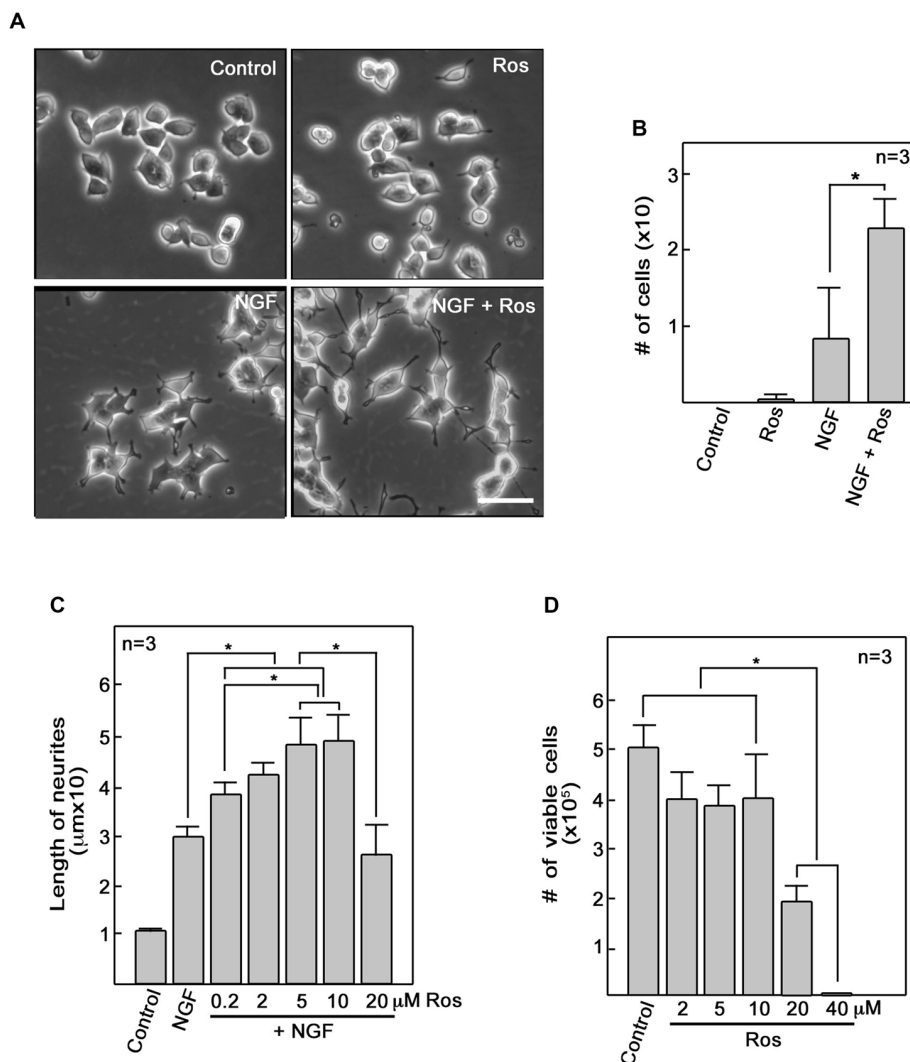 A
Control
Ros
NGF
NGF + Ros
B
n=3
*
# of cells (x10)
3
2
1
Control
Ros
NGF
NGF + Ros
C
n=3
*
*
*
Length of neurites
(μmx10)
6
5
4
3
2
1
Control
NGF
0.2 2 5 10 20 μM Ros
+ NGF
D
n=3
*
# of viable cells
(x10⁵)
6
5
4
3
2
1
Control
2 5 10 20 40 μM
Ros